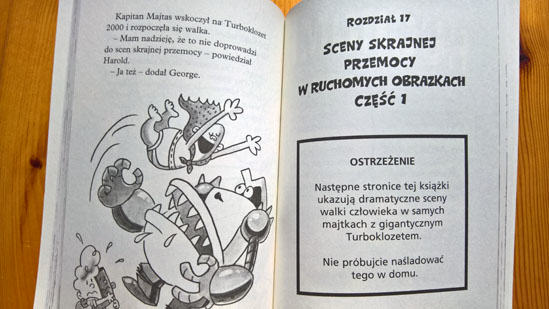 Kapitan Majtas wskoczył na Turboklozet
2000 i rozpoczęła się walka.
– Mam nadzieję, że to nie doprowadzi
do scen skrajnej przemocy – powiedział
Harold.
– Ja też – dodał George.
ROZDZIAŁ 17
SCENY SKRAJNEJ
PRZEMOCY
W RUCHOMYCH OBRAZKACH
CZĘŚĆ 1
OSTRZEŻENIE
Następne stronice tej książki
ukazują dramatyczne sceny
walki człowieka w samych
majtkach z gigantycznym
Turboklozetem.
Nie próbujcie naśladować
tego w domu.